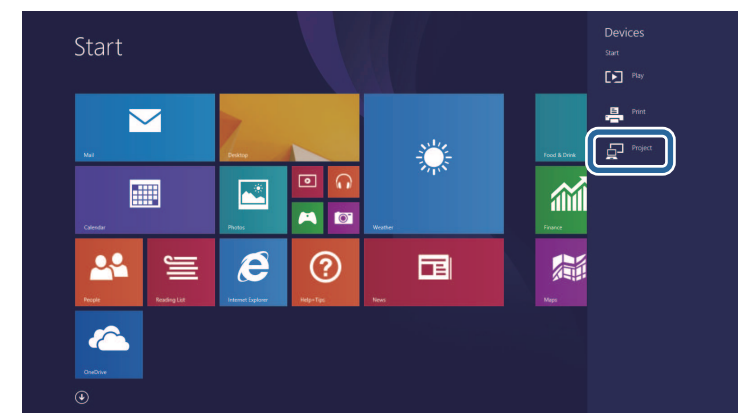 Start
Mail
Desktop
Calendar
Photos
Weather
People
Reading List
Internet Explorer
Help+Tips
News
OneDrive
Food & Drink
Finance
Maps
Devices
Start
Play
Print
Project